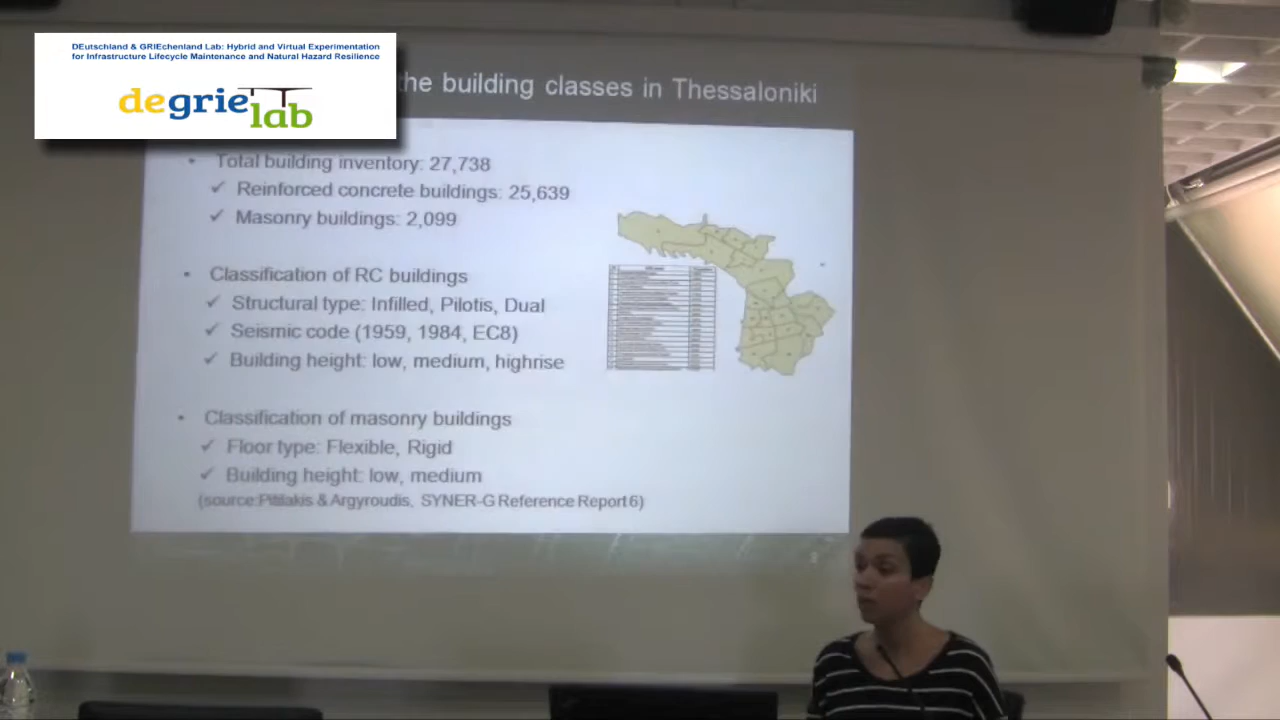 DEutschland & GRIEchenland Lab: Hybrid and Virtual Experimentation
for Infrastructure Lifecycle Maintenance and Natural Hazard Resilience
degrie
lab
the building classes in Thessaloniki
• Total building inventory: 27,738
✓ Reinforced concrete buildings: 25,639
✓ Masonry buildings: 2,099
• Classification of RC buildings
✓ Structural type: Infilled, Pilotis, Dual
✓ Seismic code (1959, 1984, EC8)
✓ Building height: low, medium, highrise
• Classification of masonry buildings
✓ Floor type: Flexible, Rigid
✓ Building height: low, medium
(source:Pitilakis & Argyroudis, SYNER-G Reference Report 6)